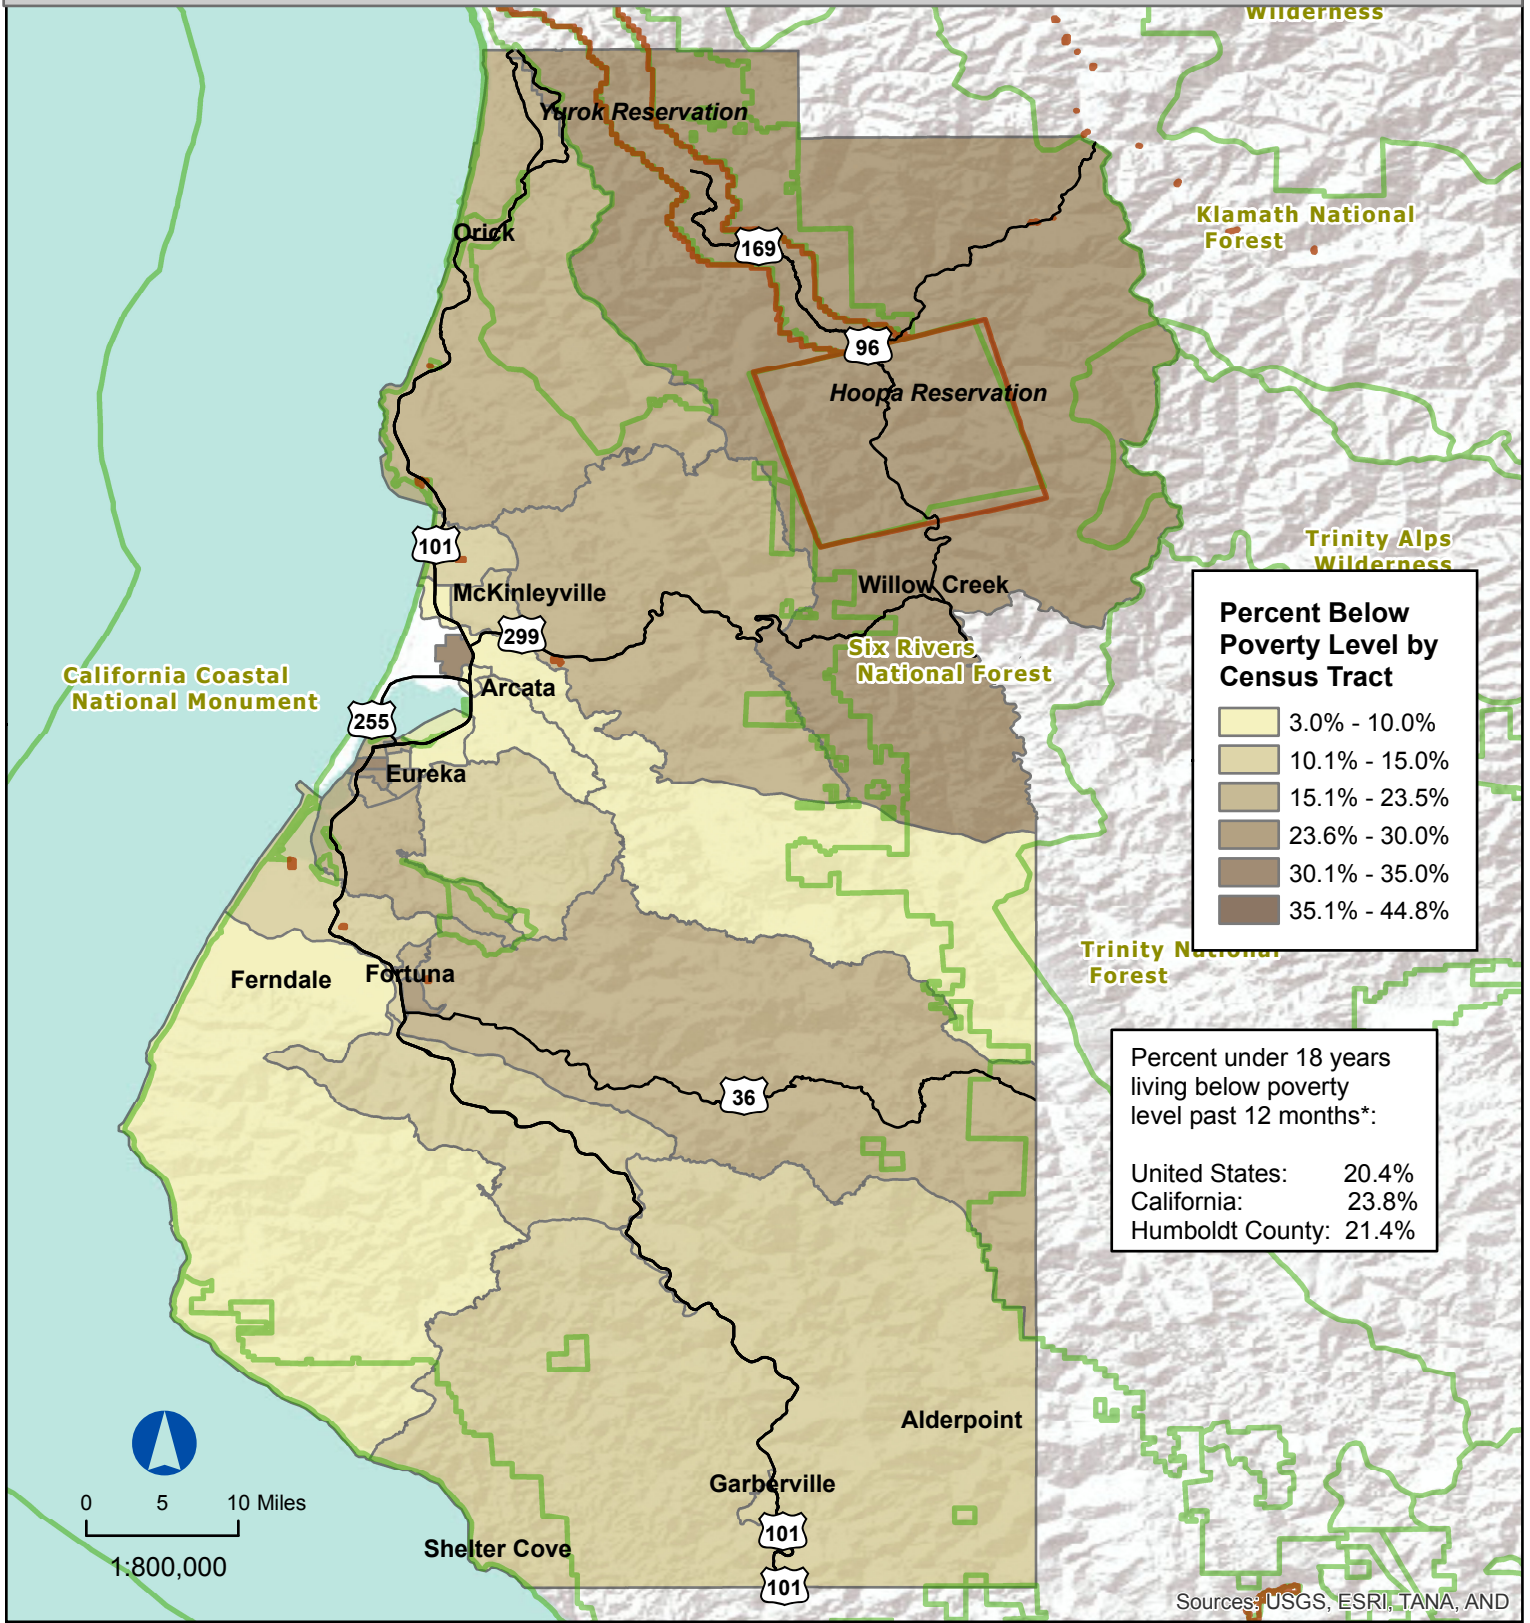 Wilderness
Yurok Reservation
Klamath National
Forest
Orick
169
96
Hoopa Reservation
101
Trinity Alps
Wilderness
McKinleyville
Willow Creek
299
Six Rivers
National Forest
California Coastal
National Monument
Arcata
255
Eureka
Percent Below
Poverty Level by
Census Tract
3.0% - 10.0%
10.1% - 15.0%
15.1% - 23.5%
23.6% - 30.0%
30.1% - 35.0%
35.1% - 44.8%
Trinity National
Forest
Ferndale
Fortuna
Percent under 18 years
living below poverty
level past 12 months*:
United States: 20.4%
California: 23.8%
Humboldt County: 21.4%
36
Alderpoint
Garberville
0 5 10 Miles
1:800,000
Shelter Cove
101
101
Sources: USGS, ESRI, TANA, AND